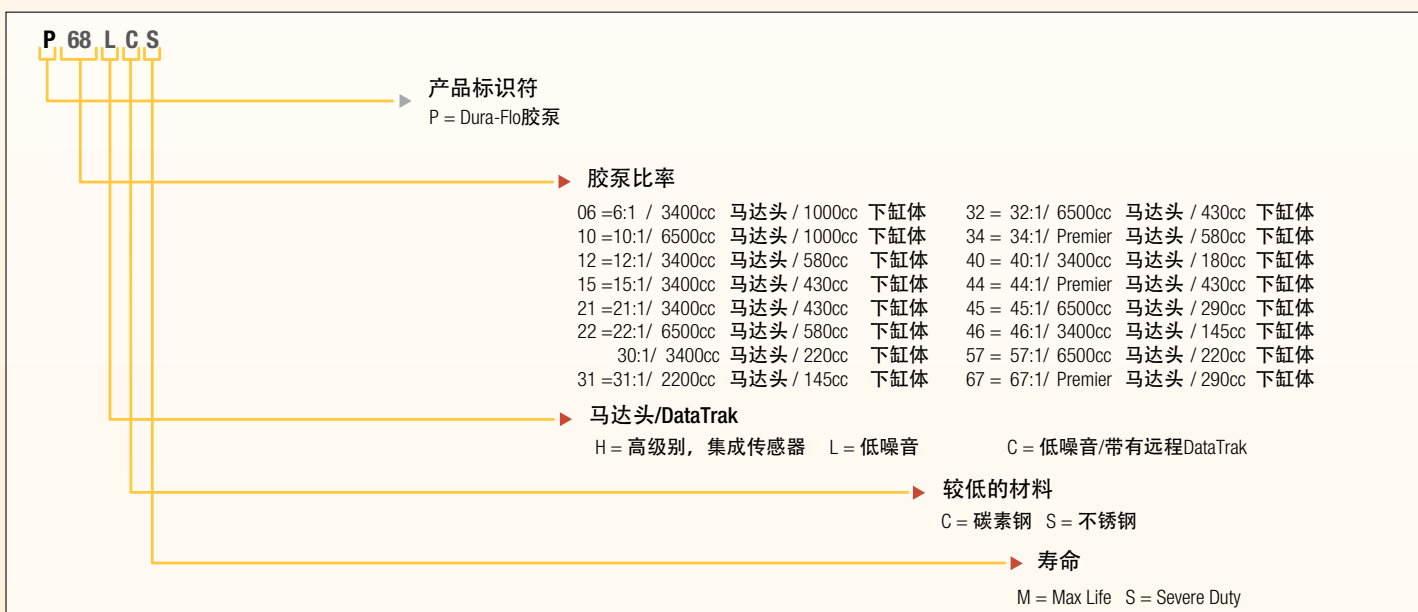 P 68 L C S
产品标识符
P = Dura-Flo胶泵
胶泵比率
06 =6:1 / 3400cc 马达头 / 1000cc 下缸体
10 =10:1/ 6500cc 马达头 / 1000cc 下缸体
12 =12:1/ 3400cc 马达头 / 580cc 下缸体
15 =15:1/ 3400cc 马达头 / 430cc 下缸体
21 =21:1/ 3400cc 马达头 / 430cc 下缸体
22 =22:1/ 6500cc 马达头 / 580cc 下缸体
30:1/ 3400cc 马达头 / 220cc 下缸体
31 =31:1/ 2200cc 马达头 / 145cc 下缸体
32 = 32:1/ 6500cc 马达头 / 430cc 下缸体
34 = 34:1/ Premier 马达头 / 580cc 下缸体
40 = 40:1/ 3400cc 马达头 / 180cc 下缸体
44 = 44:1/ Premier 马达头 / 430cc 下缸体
45 = 45:1/ 6500cc 马达头 / 290cc 下缸体
46 = 46:1/ 3400cc 马达头 / 145cc 下缸体
57 = 57:1/ 6500cc 马达头 / 220cc 下缸体
67 = 67:1/ Premier 马达头 / 290cc 下缸体
马达头/DataTrak
H = 高级别，集成传感器 L = 低噪音 C = 低噪音/带有远程DataTrak
较低的材料
C = 碳素钢 S = 不锈钢
寿命
M = Max Life S = Severe Duty